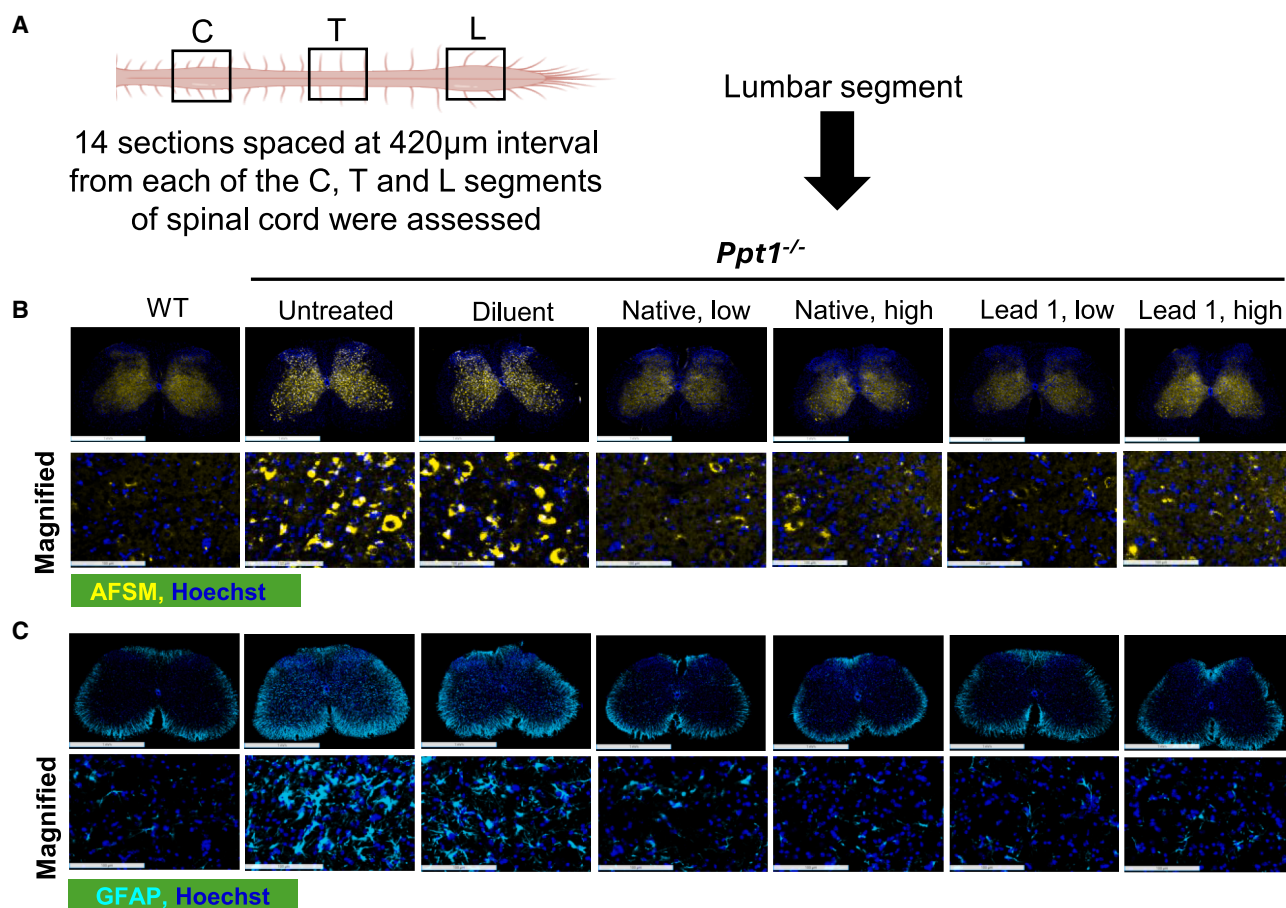 A
C T L
14 sections spaced at 420µm interval
from each of the C, T and L segments
of spinal cord were assessed
Lumbar segment
Ppt1-/-
B
WT Untreated Diluent Native, low Native, high Lead 1, low Lead 1, high
Magnified
AFSM, Hoechst
C
Magnified
GFAP, Hoechst